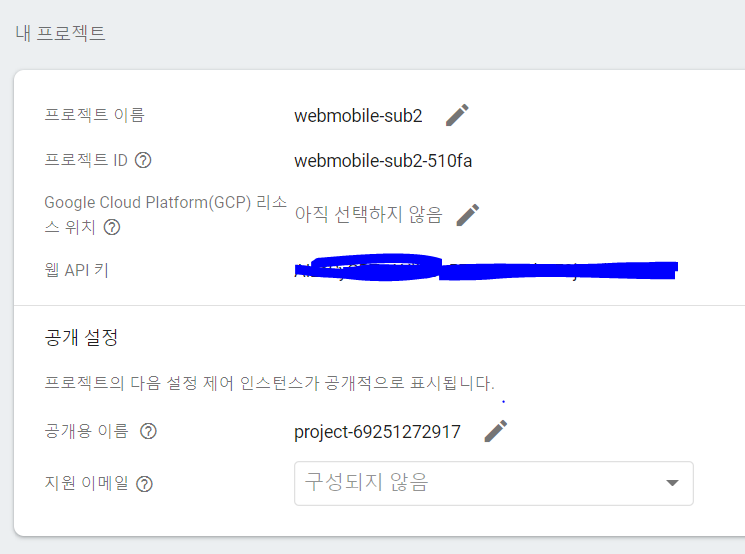 내 프로젝트
프로젝트 이름 webmobile-sub2
프로젝트 ID webmobile-sub2-510fa
Google Cloud Platform(GCP) 리소
스 위치 아직 선택하지 않음
웹 API 키
공개 설정
프로젝트의 다음 설정 제어 인스턴스가 공개적으로 표시됩니다.
공개용 이름 project-69251272917
지원 이메일 구성되지 않음